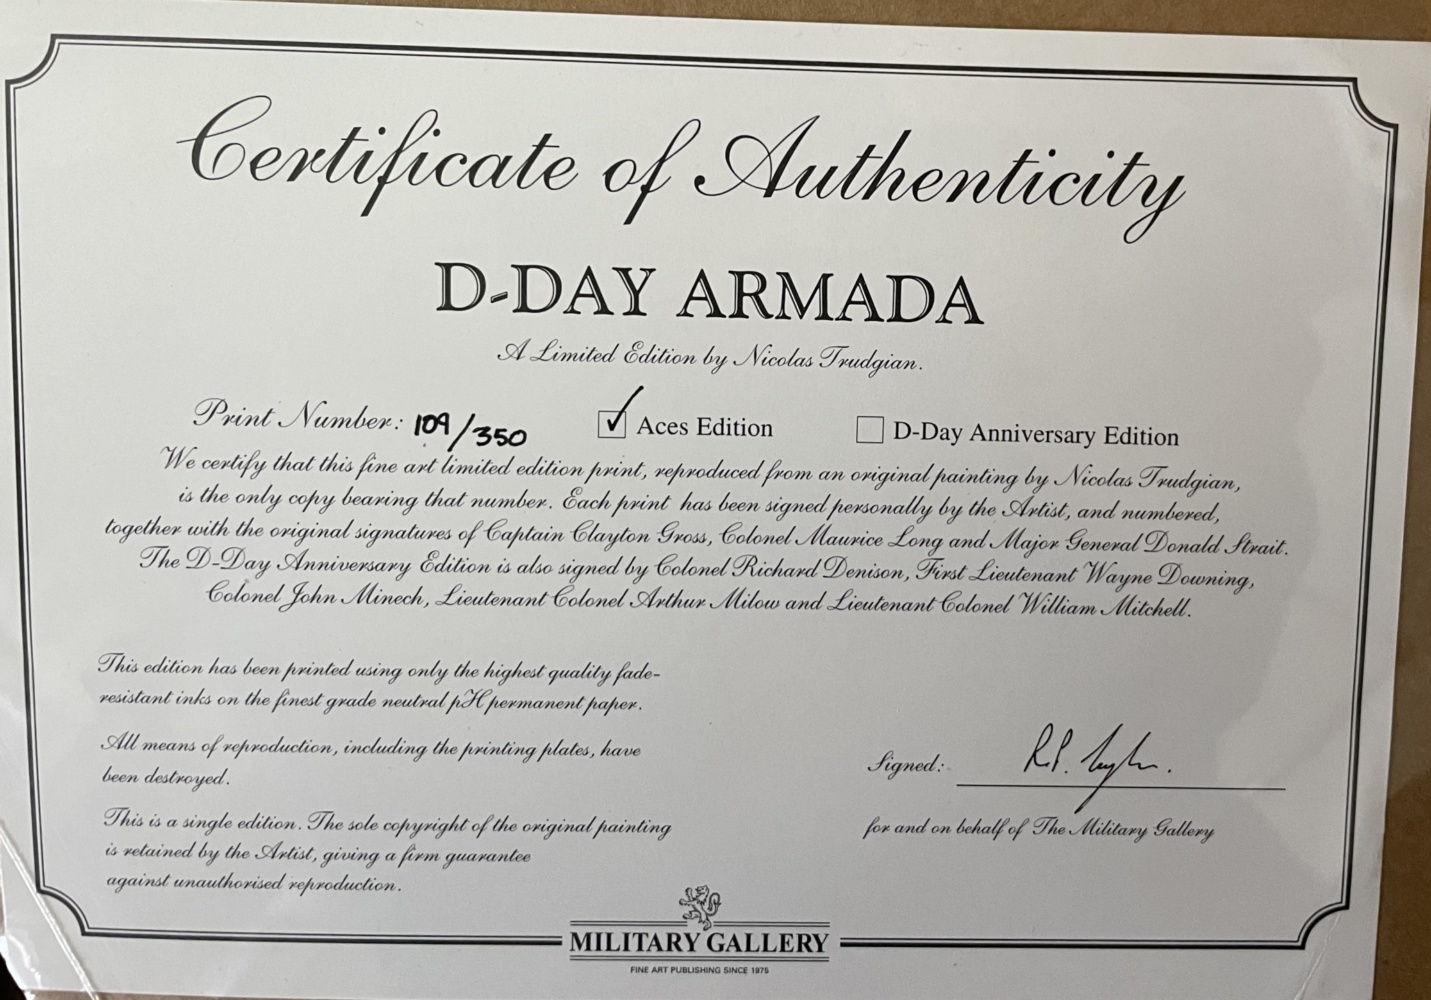 Certificate of Authenticity
D-DAY ARMADA
A Limited Edition by Nicolas Trudgian.
Print Number: 109/350 ✓ Aces Edition D-Day Anniversary Edition
We certify that this fine art limited edition print, reproduced from an original painting by Nicolas Trudgian,
is the only copy bearing that number. Each print has been signed personally by the Artist, and numbered,
together with the original signatures of Captain Clayton Gross, Colonel Maurice Long and Major General Donald Strait.
The D-Day Anniversary Edition is also signed by Colonel Richard Denison, First Lieutenant Wayne Downing,
Colonel John Minech, Lieutenant Colonel Arthur Milow and Lieutenant Colonel William Mitchell.
This edition has been printed using only the highest quality fade-
resistant inks on the finest grade neutral pH permanent paper.
All means of reproduction, including the printing plates, have
been destroyed.
This is a single edition. The sole copyright of the original painting
is retained by the Artist, giving a firm guarantee
against unauthorised reproduction.
Signed:
for and on behalf of The Military Gallery
MILITARY GALLERY
FINE ART PUBLISHING SINCE 1975